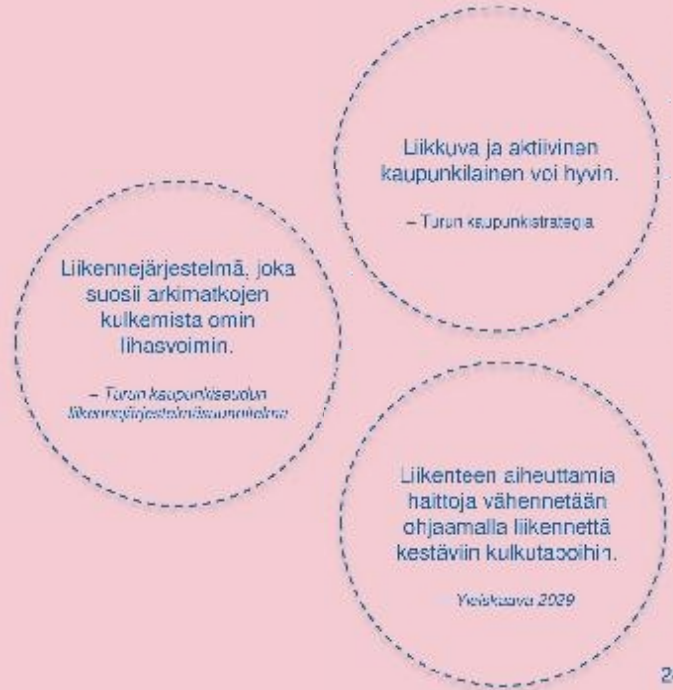 Liikkuva ja aktiivinen
kaupunkilainen voi hyvin.
– Turun kaupunkistrategia
Liikennejärjestelmä, joka
suosii arkimatkojen
kulkemista omin
lihasvoimin.
– Turun kaupunkiseudun
liikennejärjestelmäsuunnitelma
Liikenteen aiheuttamia
haittoja vähennetään
ohjaamalla liikennettä
kestäviin kulkutapoihin.
Yleiskaava 2029